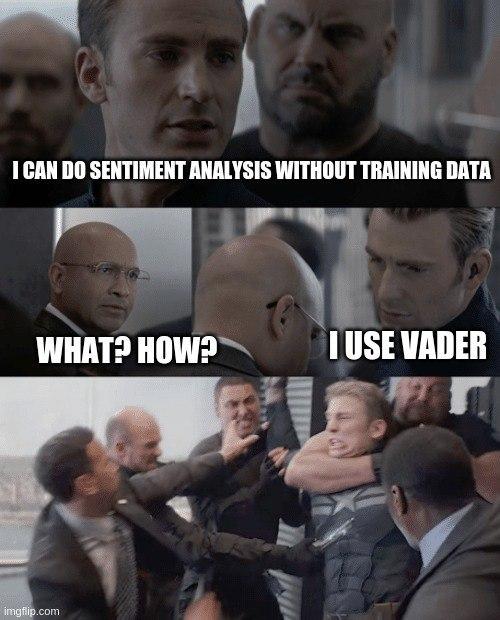 I CAN DO SENTIMENT ANALYSIS WITHOUT TRAINING DATA
WHAT? HOW?
I USE VADER
imgflip.com